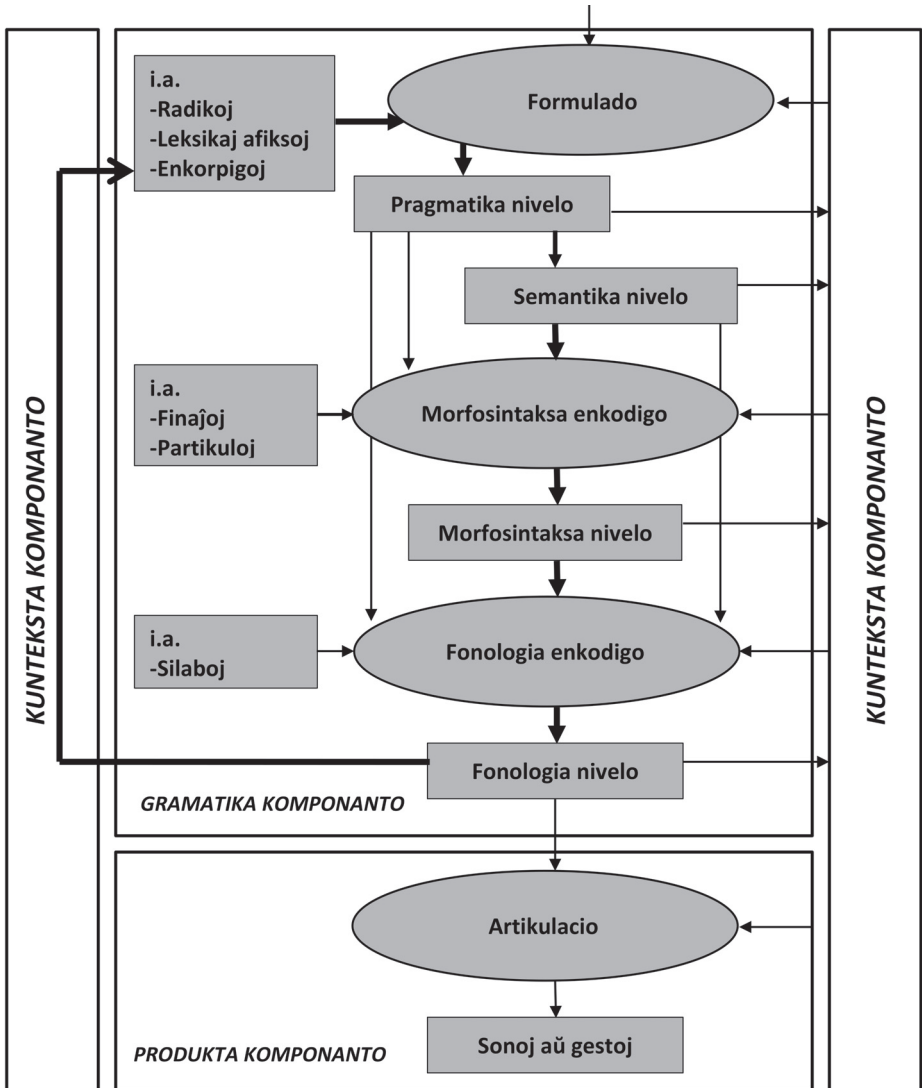 i.a.
-Radikoj
-Leksikaj afiksoj
-Enkorpigoj
Formulado
Pragmatika nivelo
Semantika nivelo
i.a.
-Finaĵoj
-Partikuloj
Morfosintaksa enkodigo
Morfosintaksa nivelo
i.a.
-Silaboj
Fonologia enkodigo
Fonologia nivelo
GRAMATIKA KOMPONANTO
Artikulacio
Sonoj aŭ gestoj
PRODUKTA KOMPONANTO
KUNTEKSTA KOMPONANTO
KUNTEKSTA KOMPONANTO